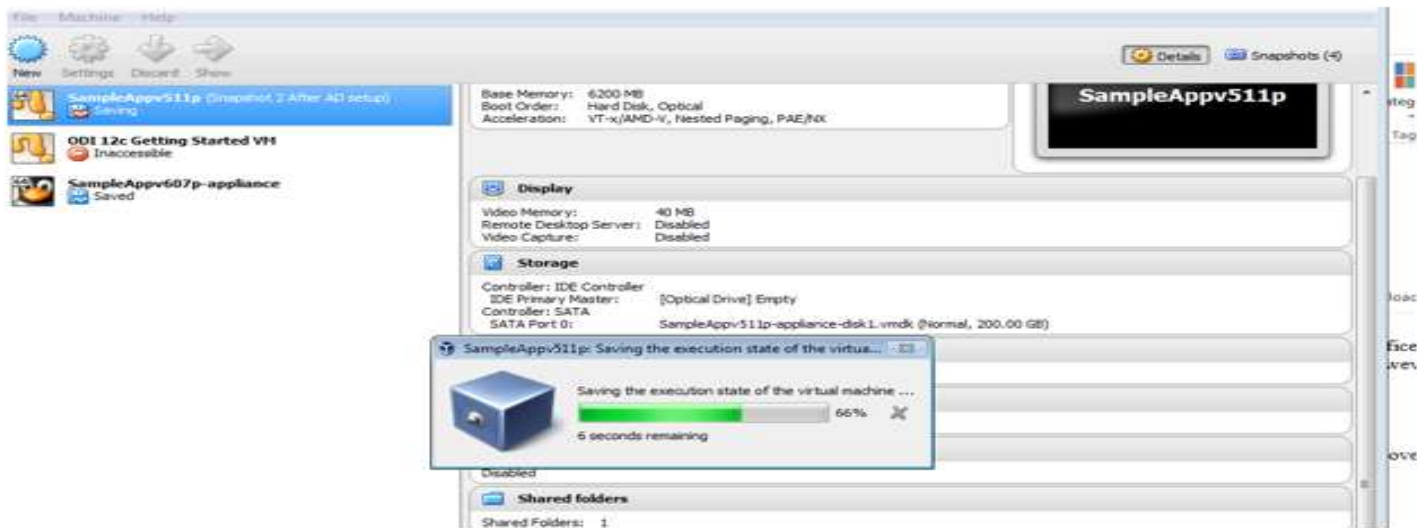 File Machine Help
New Settings Discard Show
Details Snapshots (4)
SampleAppv511p (Snapshot 2 After AD setup)
Saving
ODI 12c Getting Started VM
Inaccessible
SampleAppv607p-appliance
Saved
Base Memory: 6200 MB
Boot Order: Hard Disk, Optical
Acceleration: VT-x/AMD-V, Nested Paging, PAE/NX
SampleAppv511p
Display
Video Memory: 40 MB
Remote Desktop Server: Disabled
Video Capture: Disabled
Storage
Controller: IDE Controller
IDE Primary Master: [Optical Drive] Empty
Controller: SATA
SATA Port 0: SampleAppv511p-appliance-disk1.vmdk (Normal, 200.00 GB)
SampleAppv511p: Saving the execution state of the virtua...
Saving the execution state of the virtual machine ...
66%
6 seconds remaining
Disabled
Shared folders
Shared Folders: 1
Tag